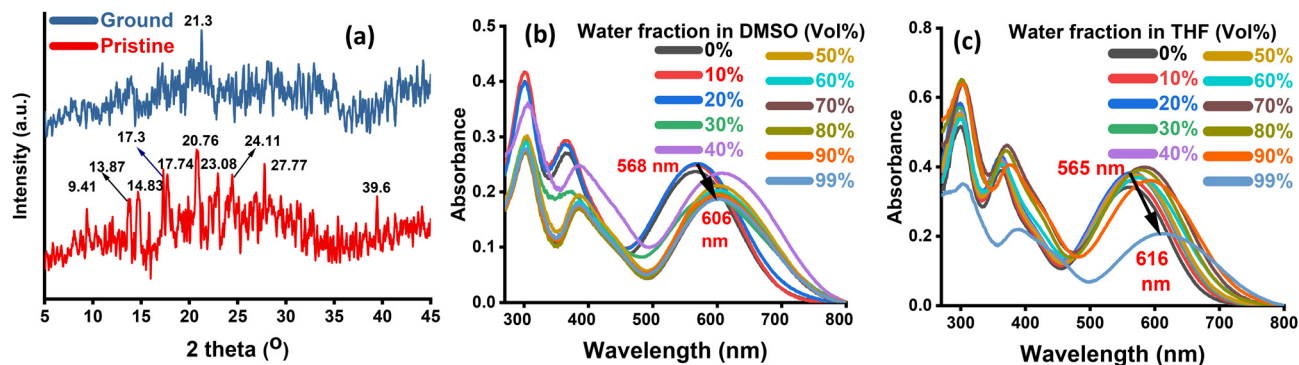 (a)
Ground
Pristine
21.3
17.3
20.76
24.11
13.87
17.74
23.08
27.77
9.41
14.83
39.6
Intensity (a.u.)
5 10 15 20 25 30 35 40 45
2 theta (O)
(b)
Water fraction in DMSO (Vol%)
0% 50%
10% 60%
20% 70%
30% 80%
40% 90%
99%
568 nm
606
nm
0.5
0.4
0.3
0.2
0.1
0.0
Absorbance
300 400 500 600 700 800
Wavelength (nm)
(c)
Water fraction in THF (Vol%)
0% 50%
10% 60%
20% 70%
30% 80%
40% 90%
99%
565 nm
616
nm
0.8
0.6
0.4
0.2
0.0
Absorbance
300 400 500 600 700 800
Wavelength (nm)